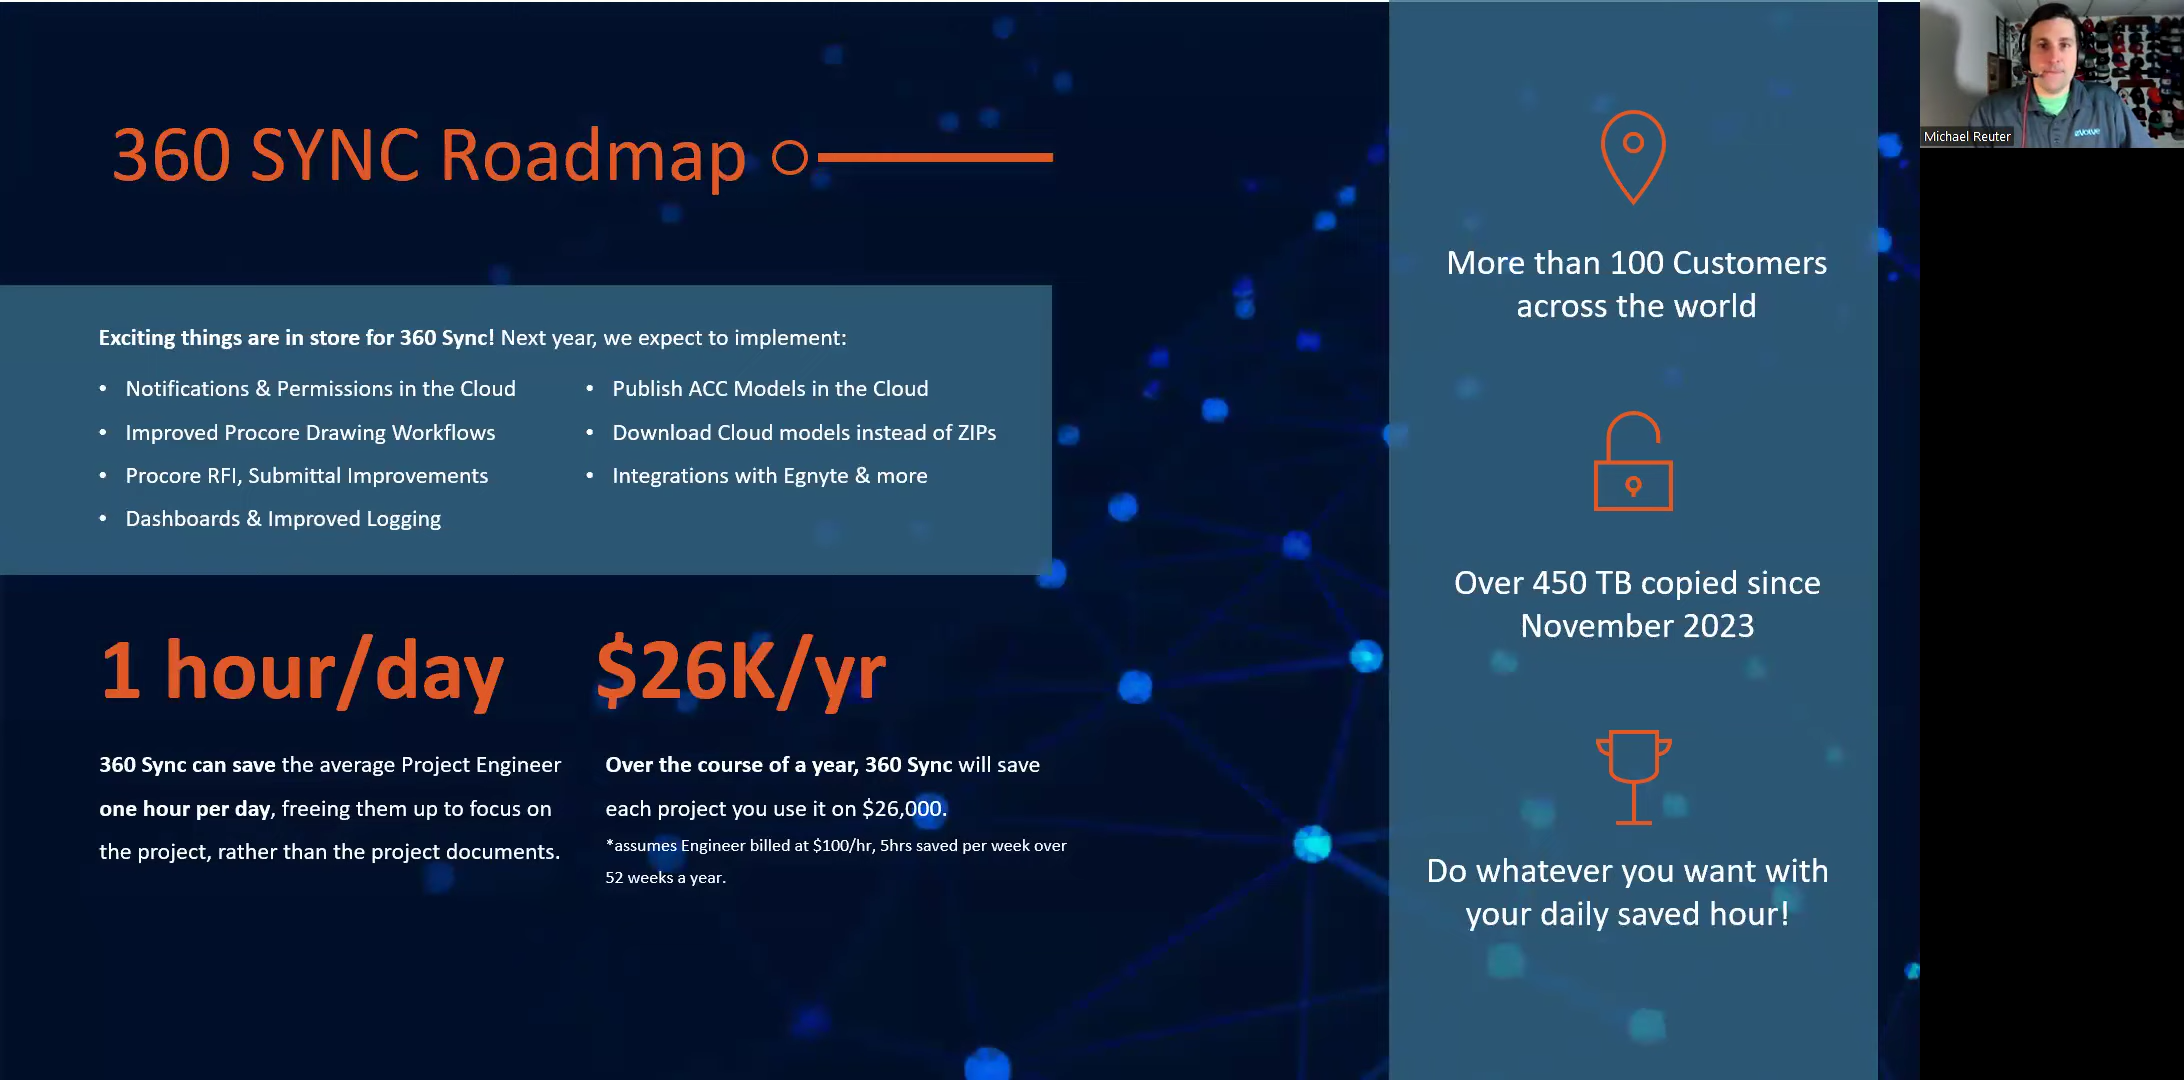 360 SYNC Roadmap
Exciting things are in store for 360 Sync! Next year, we expect to implement:
• Notifications & Permissions in the Cloud
• Improved Procore Drawing Workflows
• Procore RFI, Submittal Improvements
• Dashboards & Improved Logging
• Publish ACC Models in the Cloud
• Download Cloud models instead of ZIPs
• Integrations with Egnyte & more
1 hour/day
360 Sync can save the average Project Engineer
one hour per day, freeing them up to focus on
the project, rather than the project documents.
$26K/yr
Over the course of a year, 360 Sync will save
each project you use it on $26,000.
*assumes Engineer billed at $100/hr, 5hrs saved per week over
52 weeks a year.
More than 100 Customers
across the world
Over 450 TB copied since
November 2023
Do whatever you want with
your daily saved hour!
Michael Reuter